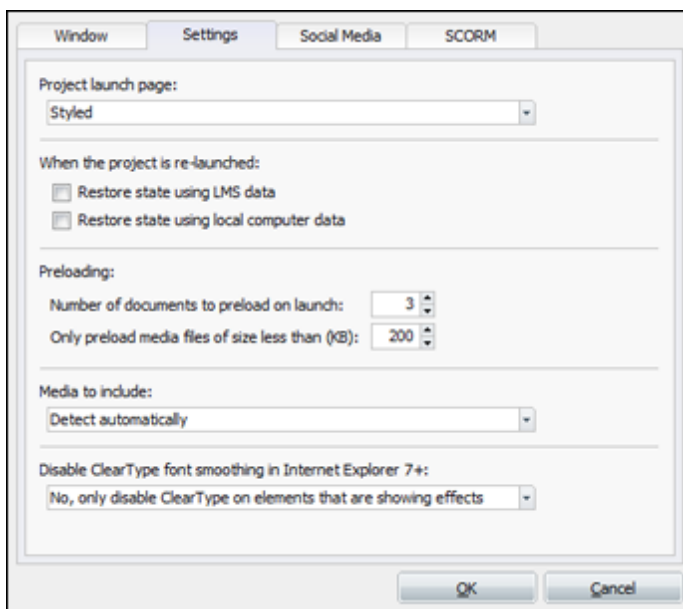 Window Settings Social Media SCORM
Project launch page:
Styled
When the project is re-launched:
Restore state using LMS data
Restore state using local computer data
Preloading:
Number of documents to preload on launch: 3
Only preload media files of size less than (KB): 200
Media to include:
Detect automatically
Disable ClearType font smoothing in Internet Explorer 7+:
No, only disable ClearType on elements that are showing effects
OK Cancel